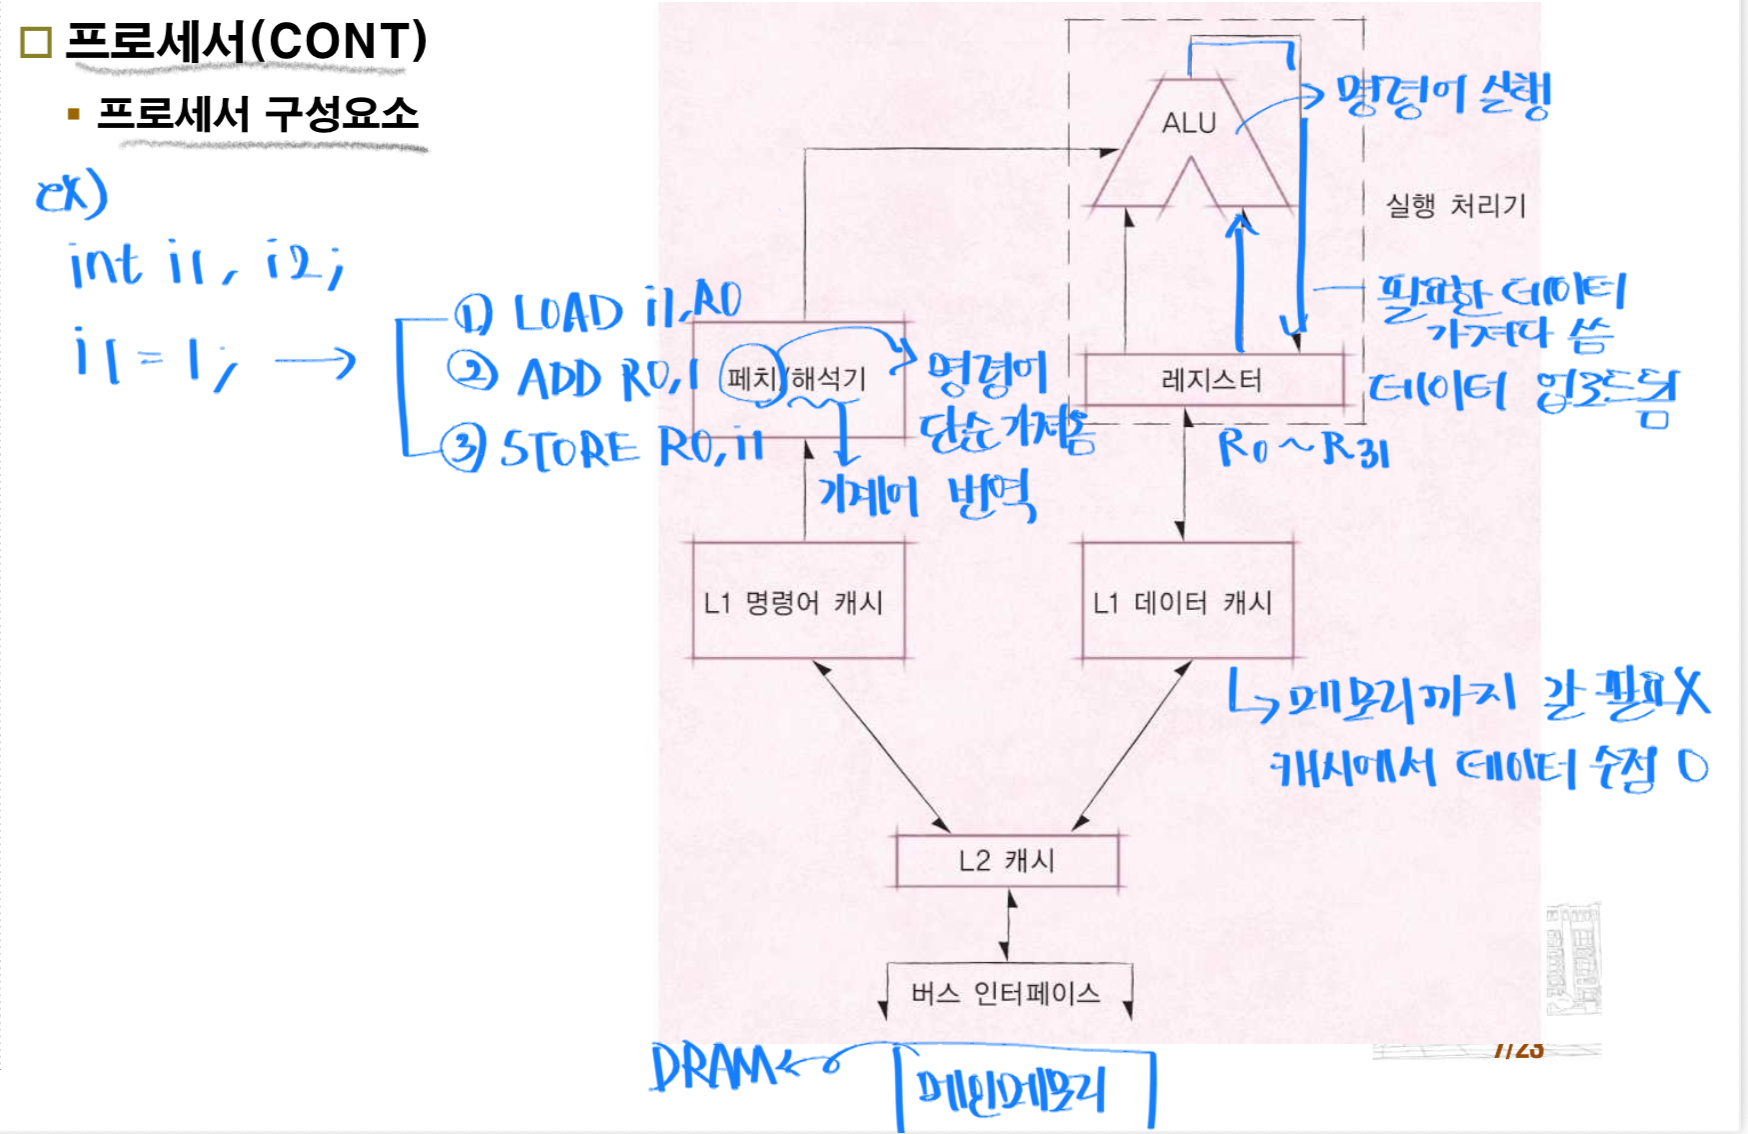 프로세서(CONT)
프로세서 구성요소
ex)
int i1, i2;
i1 = 1; →
① LOAD i1, R0
② ADD R0, 1
③ STORE R0, i1
ALU
명령어 실행
실행 처리기
필요한 데이터
가져다 씀
데이터 업로드됨
페치/해석기
명령어
단순 가져옴
기계어 번역
레지스터
R0 ~ R31
L1 명령어 캐시
L1 데이터 캐시
메모리까지 갈 필요 X
캐시에서 데이터 수정 O
L2 캐시
버스 인터페이스
DRAM
메인메모리
7/23